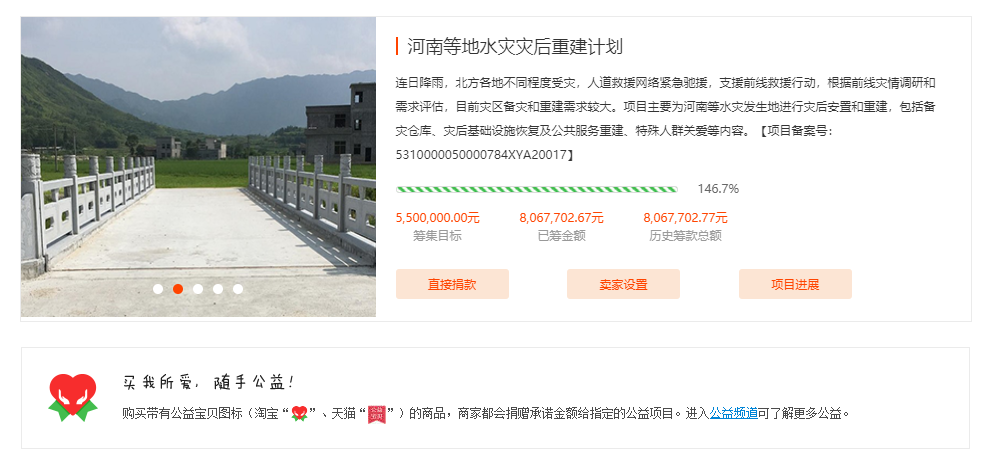 河南等地水灾灾后重建计划
连日降雨，北方各地不同程度受灾，人道救援网络紧急驰援，支援前线救援行动，根据前线灾情调研和
需求评估，目前灾区备灾和重建需求较大。项目主要为河南等水灾发生地进行灾后安置和重建，包括备
灾仓库、灾后基础设施恢复及公共服务重建、特殊人群关爱等内容。【项目备案号：
5310000050000784XYA20017】
146.7%
5,500,000.00元 8,067,702.67元 8,067,702.77元
筹集目标 已筹金额 历史筹款总额
直接捐款 卖家设置 项目进展
买我所爱，随手公益！
购买带有公益宝贝图标（淘宝“”、天猫“公益宝贝”）的商品，商家都会捐赠承诺金额给指定的公益项目。进入公益频道可了解更多公益。